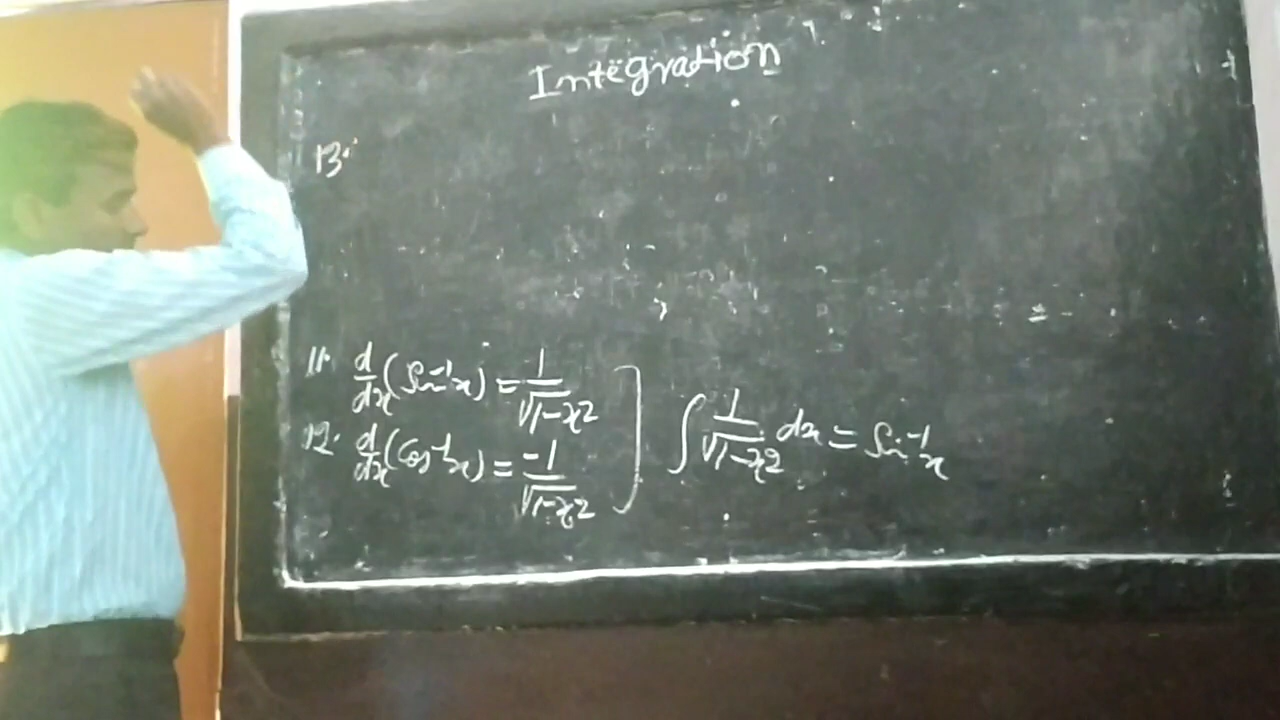 Integration
13.
11. d/dx (Sin⁻¹x) = 1/√1-x²
12. d/dx (Cos⁻¹x) = -1/√1-x² ] ∫ 1/√1-x² dx = Sin⁻¹x